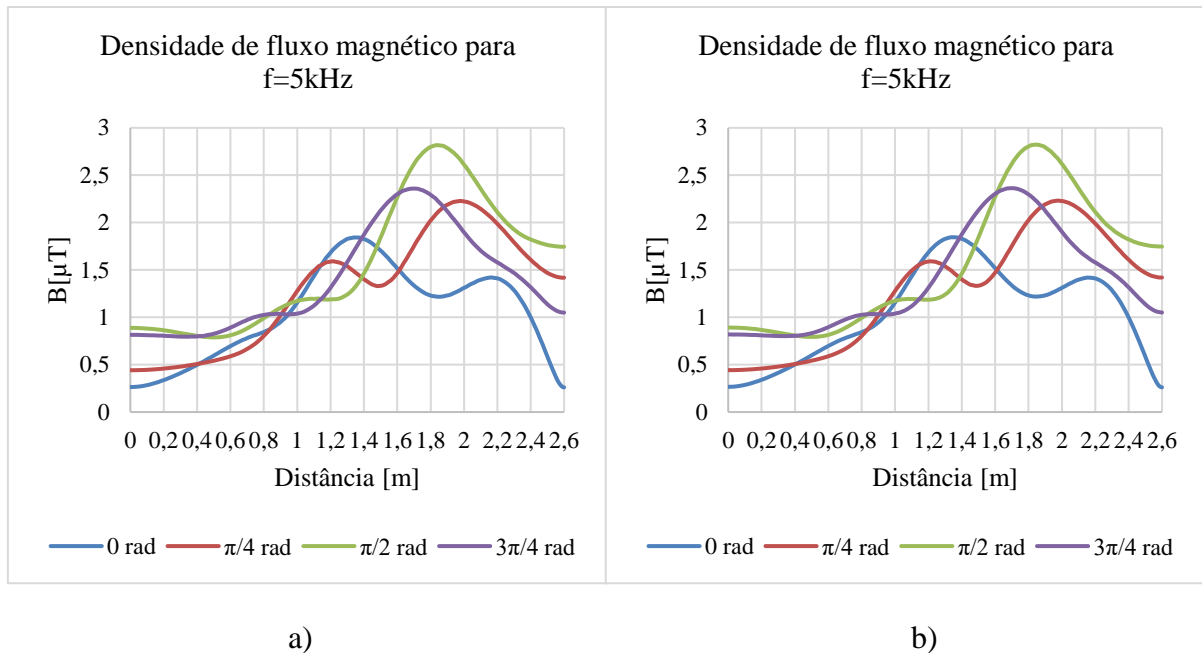 Densidade de fluxo magnético para
f=5kHz
3
2,5
2
1,5
1
0,5
0
B[µT]
0 0,2 0,4 0,6 0,8 1 1,2 1,4 1,6 1,8 2 2,2 2,4 2,6
Distância [m]
0 rad π/4 rad π/2 rad 3π/4 rad
a)
Densidade de fluxo magnético para
f=5kHz
3
2,5
2
1,5
1
0,5
0
B[µT]
0 0,2 0,4 0,6 0,8 1 1,2 1,4 1,6 1,8 2 2,2 2,4 2,6
Distância [m]
0 rad π/4 rad π/2 rad 3π/4 rad
b)